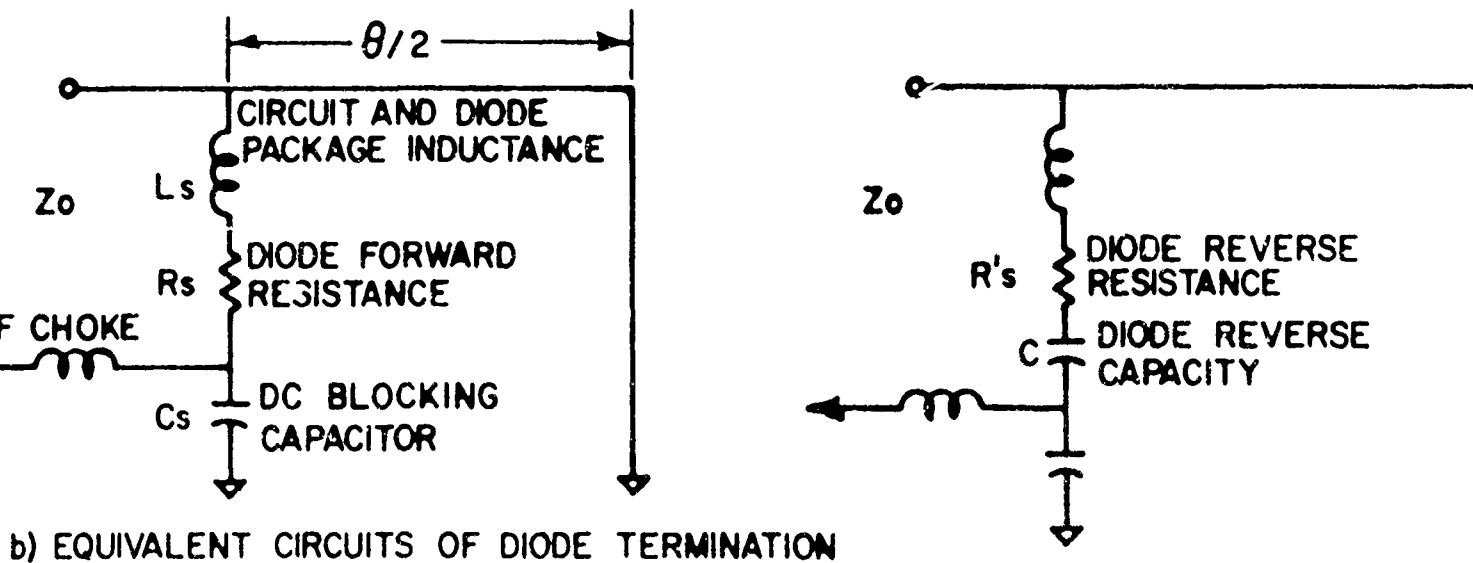 θ/2
CIRCUIT AND DIODE
PACKAGE INDUCTANCE
Ls
Zo
DIODE FORWARD
RESISTANCE
Rs
F CHOKE
DC BLOCKING
CAPACITOR
Cs
Zo
DIODE REVERSE
RESISTANCE
R's
DIODE REVERSE
CAPACITY
C
b) EQUIVALENT CIRCUITS OF DIODE TERMINATION